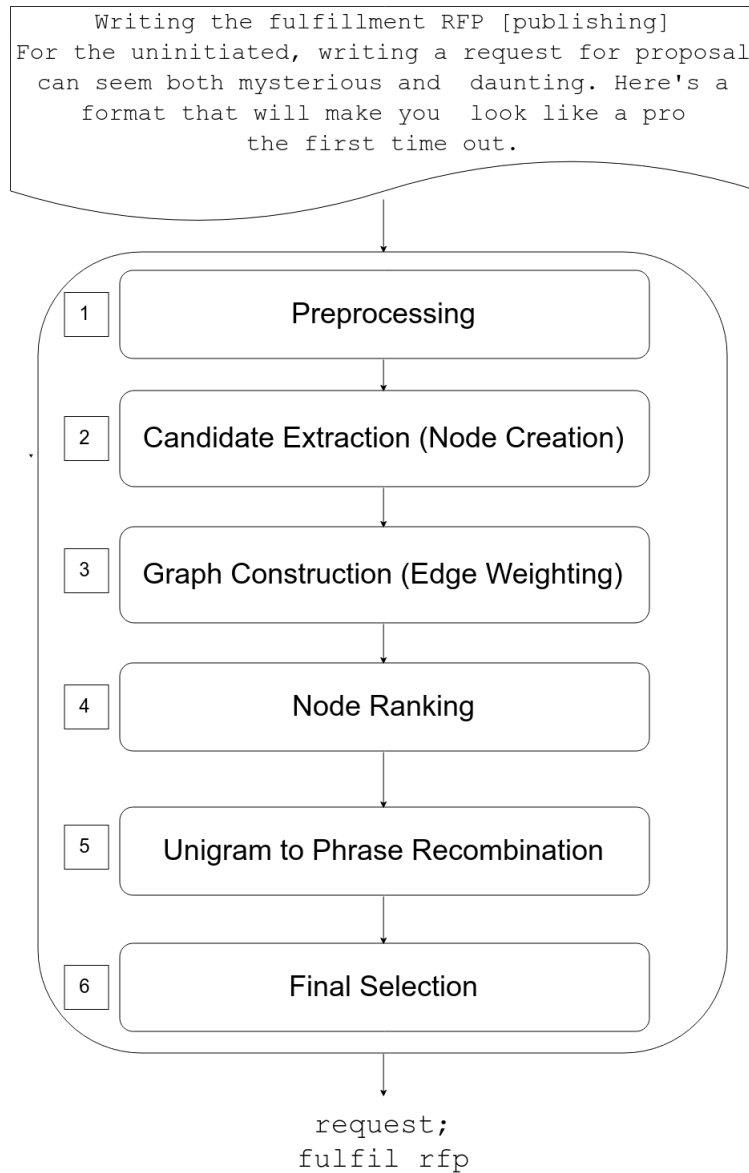 Writing the fulfillment RFP [publishing]
For the uninitiated, writing a request for proposal
can seem both mysterious and  daunting. Here's a
format that will make you  look like a pro
the first time out.
1
Preprocessing
2
Candidate Extraction (Node Creation)
3
Graph Construction (Edge Weighting)
4
Node Ranking
5
Unigram to Phrase Recombination
6
Final Selection
request;
fulfil rfp